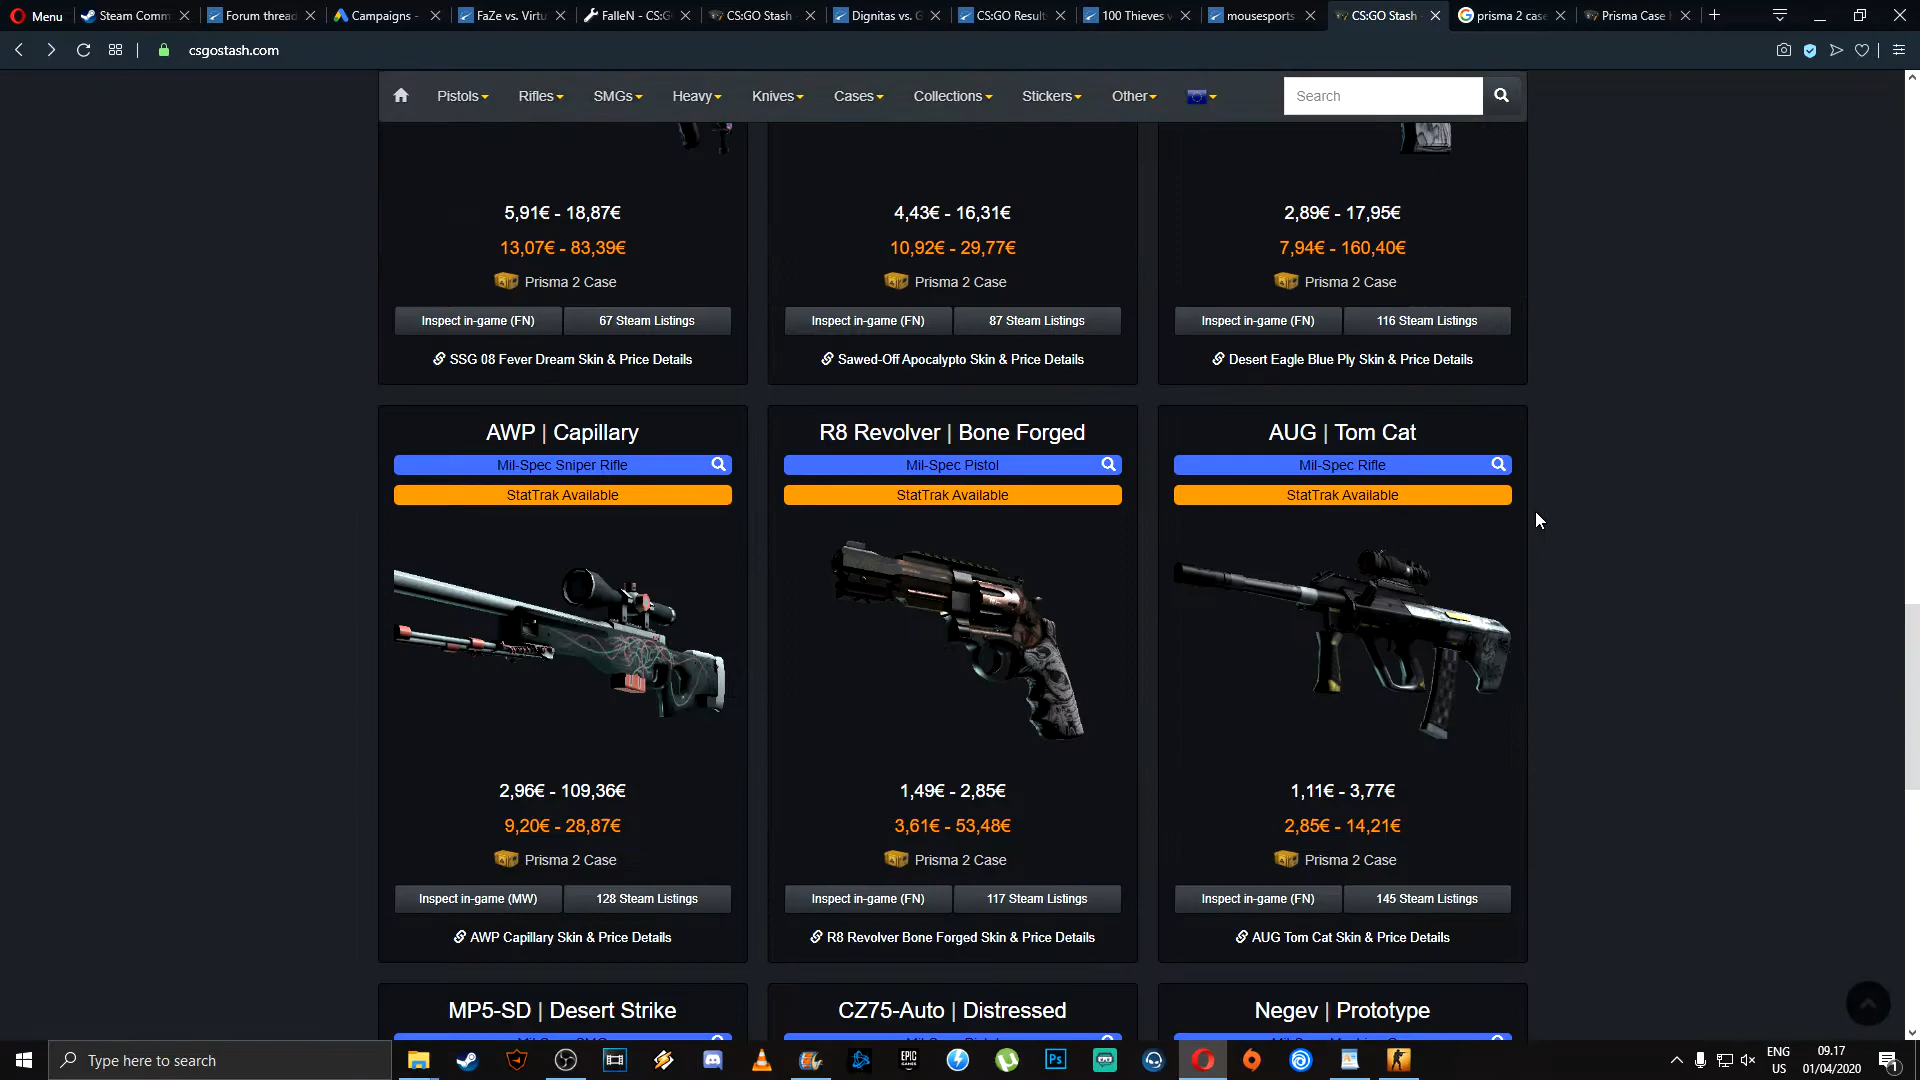 Menu
Steam Comm
Forum thread
Campaigns -
FaZe vs. Virtu
FalleN - CS:G
CS:GO Stash
Dignitas vs. G
CS:GO Result
100 Thieves v
mousesports
CS:GO Stash
prisma 2 case
Prisma Case
csgostash.com
Pistols
Rifles
SMGs
Heavy
Knives
Cases
Collections
Stickers
Other
Search
5,91€ - 18,87€
4,43€ - 16,31€
2,89€ - 17,95€
13,07€ - 83,39€
10,92€ - 29,77€
7,94€ - 160,40€
Prisma 2 Case
Prisma 2 Case
Prisma 2 Case
Inspect in-game (FN)
67 Steam Listings
Inspect in-game (FN)
87 Steam Listings
Inspect in-game (FN)
116 Steam Listings
SSG 08 Fever Dream Skin & Price Details
Sawed-Off Apocalypto Skin & Price Details
Desert Eagle Blue Ply Skin & Price Details
AWP | Capillary
R8 Revolver | Bone Forged
AUG | Tom Cat
Mil-Spec Sniper Rifle
Mil-Spec Pistol
Mil-Spec Rifle
StatTrak Available
StatTrak Available
StatTrak Available
2,96€ - 109,36€
1,49€ - 2,85€
1,11€ - 3,77€
9,20€ - 28,87€
3,61€ - 53,48€
2,85€ - 14,21€
Prisma 2 Case
Prisma 2 Case
Prisma 2 Case
Inspect in-game (MW)
128 Steam Listings
Inspect in-game (FN)
117 Steam Listings
Inspect in-game (FN)
145 Steam Listings
AWP Capillary Skin & Price Details
R8 Revolver Bone Forged Skin & Price Details
AUG Tom Cat Skin & Price Details
MP5-SD | Desert Strike
CZ75-Auto | Distressed
Negev | Prototype
Type here to search
EPIC
GAMES
Ps
ENG
US
09.17
01/04/2020
1